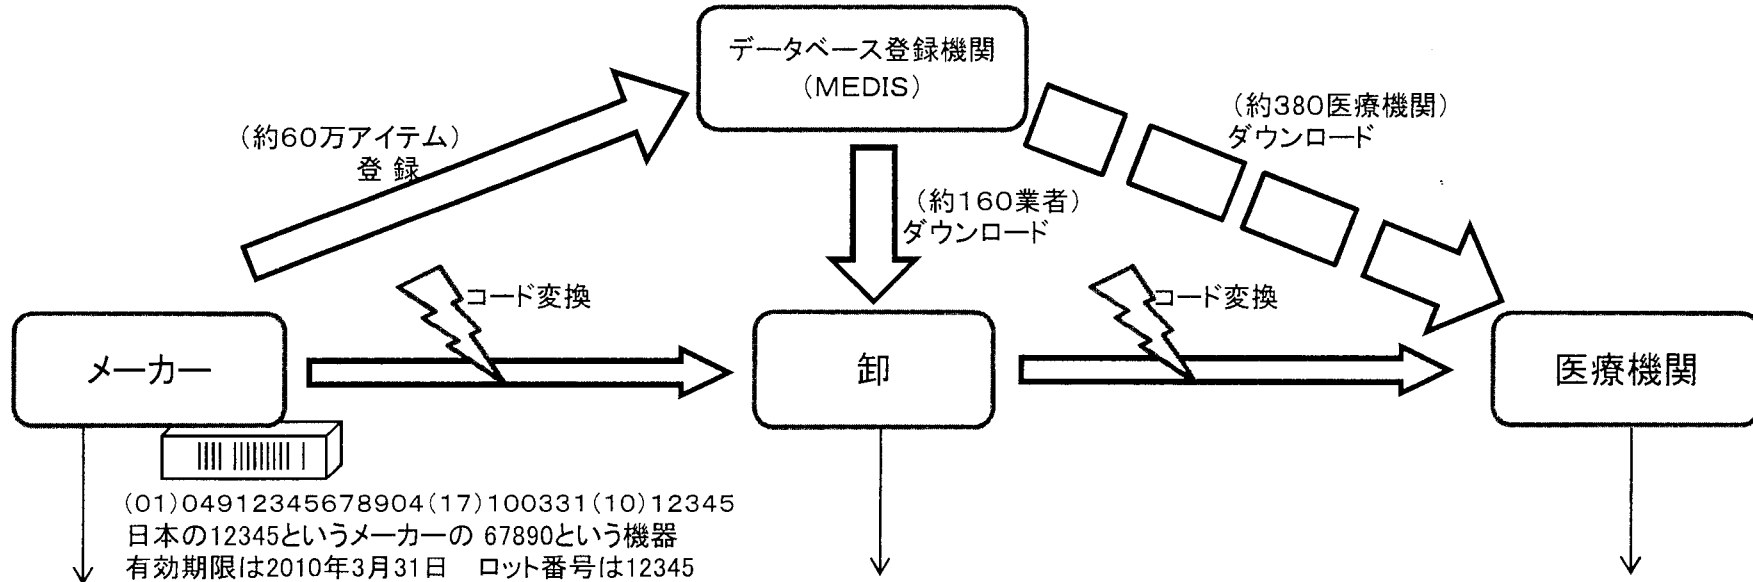 データベース登録機関
(MEDIS)
(約60万アイテム)
登 録
(約380医療機関)
ダウンロード
(約160業者)
ダウンロード
コード変換
コード変換
メーカー
卸
医療機関
(01)04912345678904(17)100331(10)12345
日本の12345というメーカーの 67890という機器
有効期限は2010年3月31日　ロット番号は12345